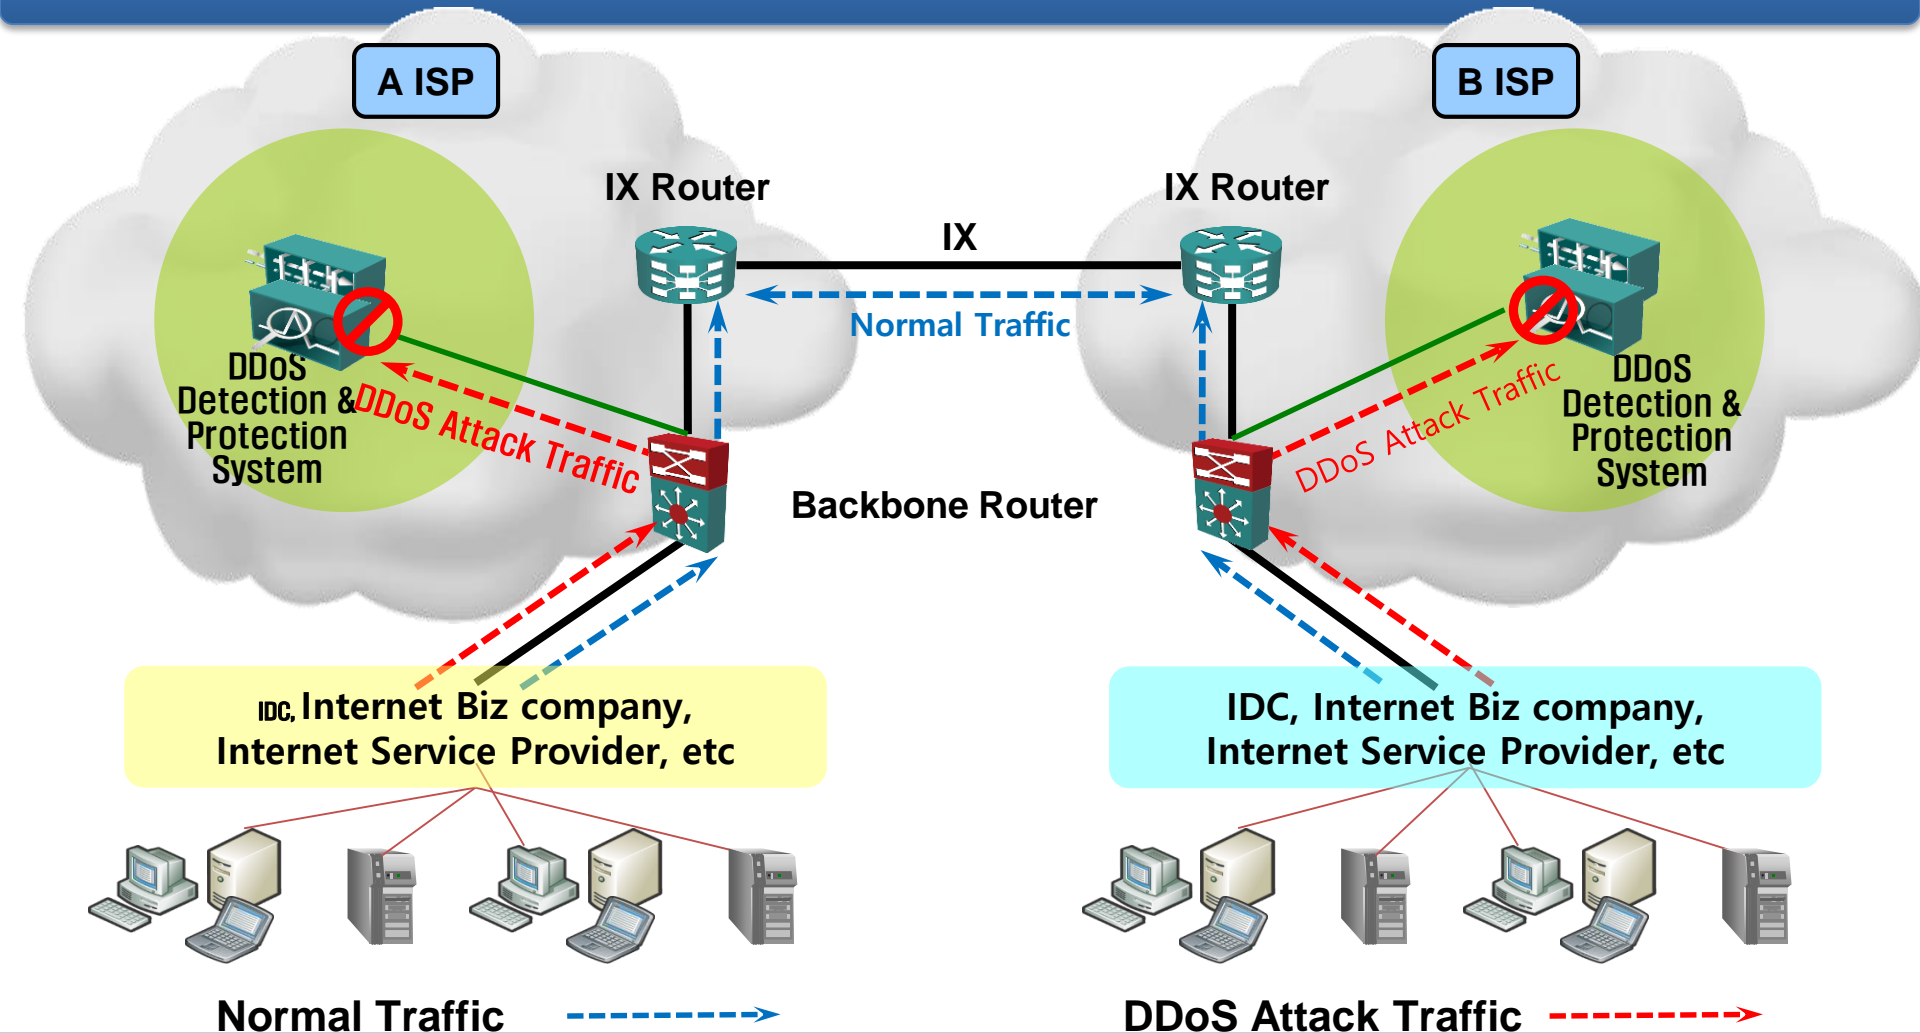 A ISP
B ISP
IX Router
IX Router
IX
Normal Traffic
DDoS
Detection &
Protection
System
DDoS Attack Traffic
DDoS Attack Traffic
DDoS
Detection &
Protection
System
Backbone Router
IDC, Internet Biz company,
Internet Service Provider, etc
IDC, Internet Biz company,
Internet Service Provider, etc
Normal Traffic
DDoS Attack Traffic